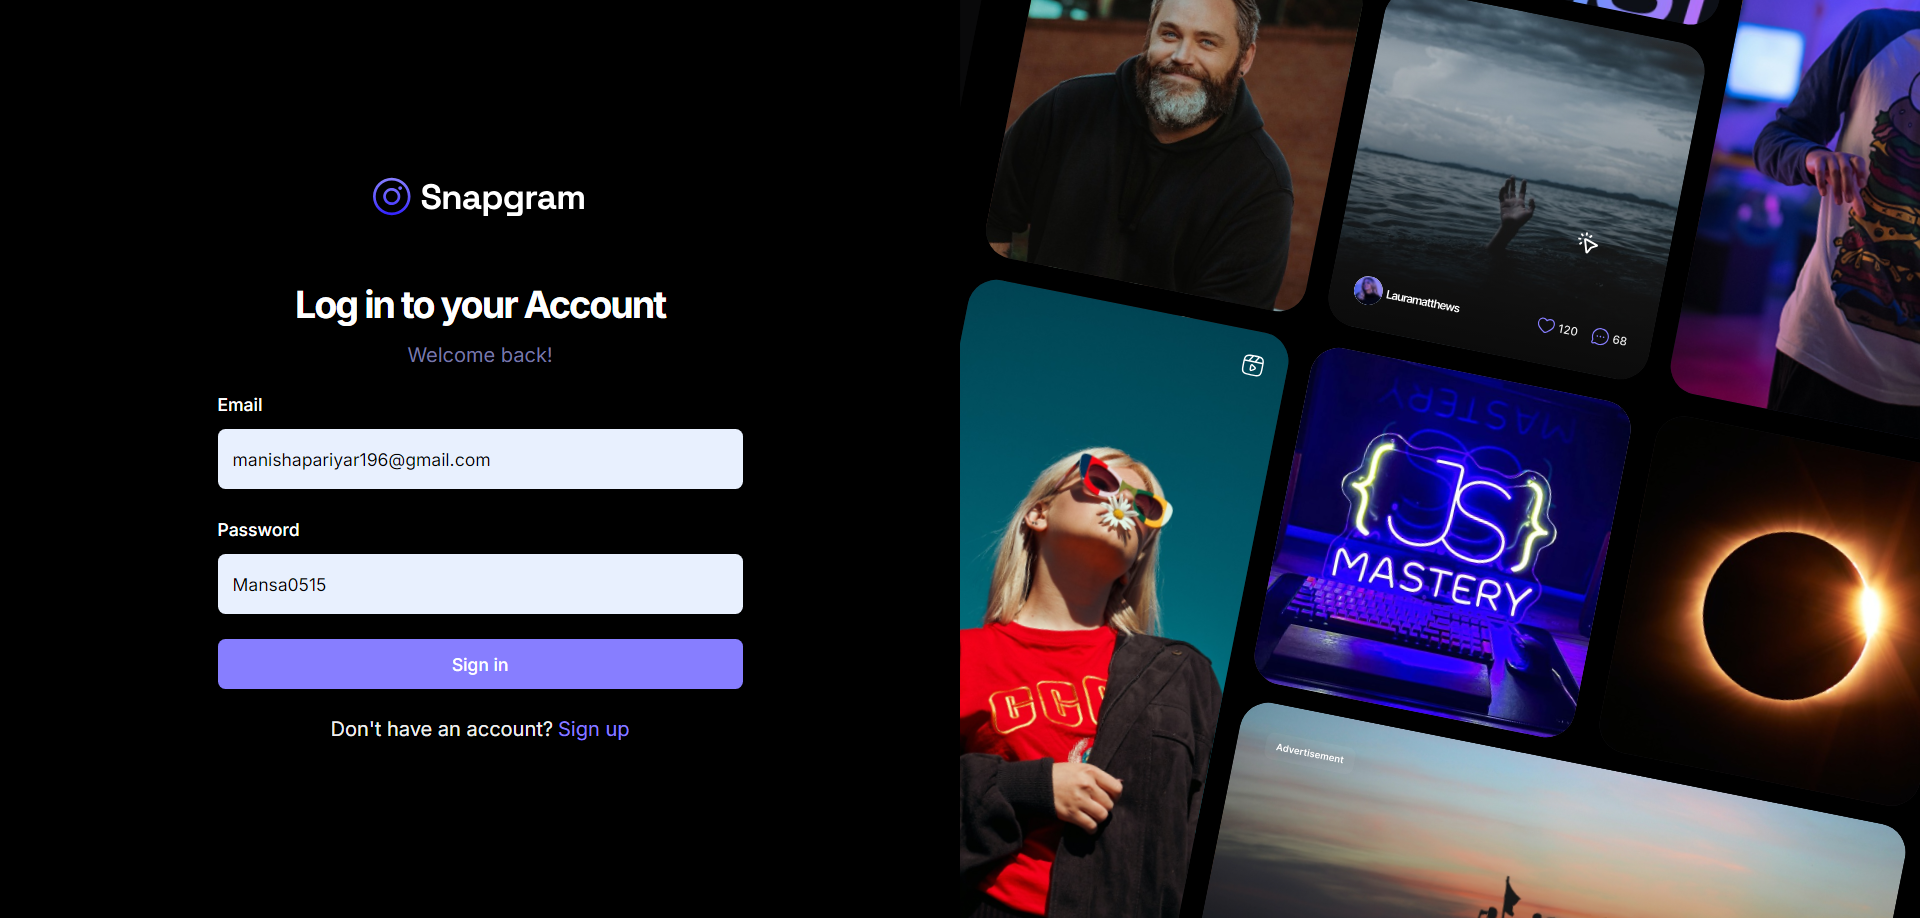 Snapgram
Log in to your Account
Welcome back!
Email
manishapariyar196@gmail.com
Password
Mansa0515
Sign in
Don't have an account? Sign up
Lauramatthews
120
68
JS
MASTERY
Advertisement